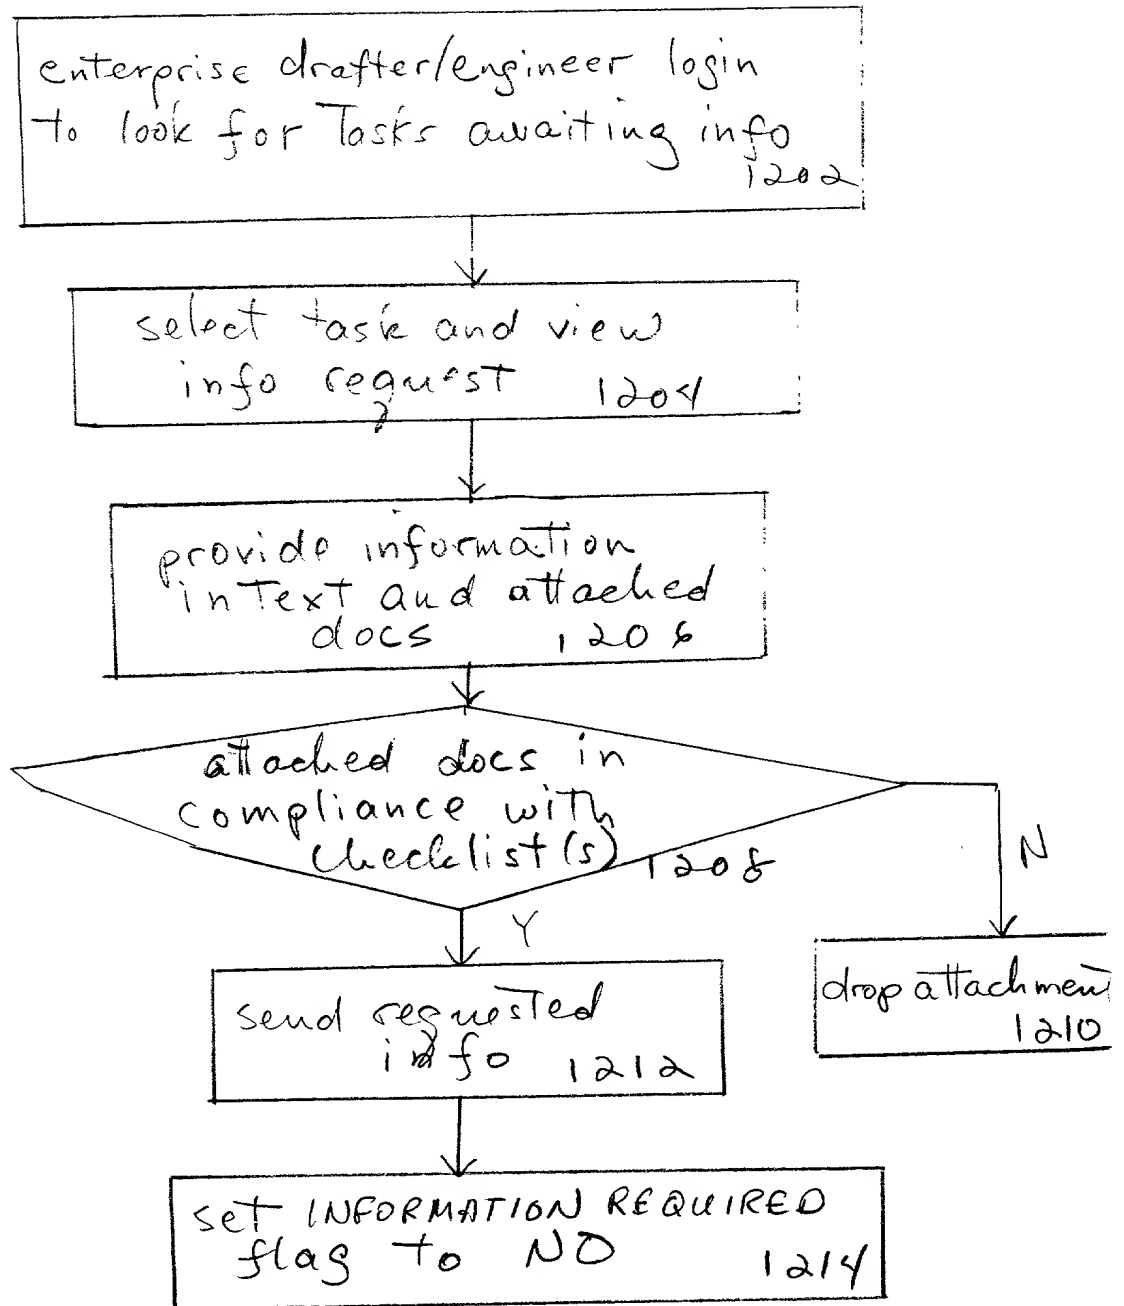 enterprise drafter/engineer login
to look for Tasks awaiting info
1202
select task and view
info request 1204
provide information
in Text and attached
docs 1206
attached docs in
compliance with
checklist(s) 1208
N
Y
drop attachment
1210
send requested
info 1212
set INFORMATION REQUIRED
flag to NO 1214